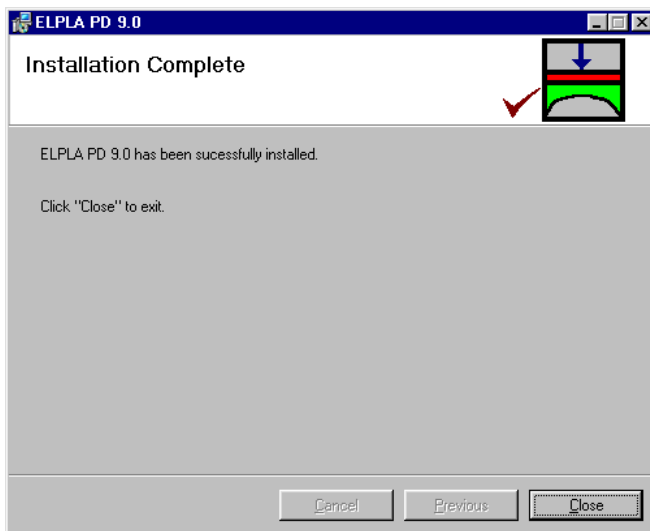 ELPLA PD 9.0
Installation Complete
ELPLA PD 9.0 has been sucessfully installed.
Click "Close" to exit.
Cancel
Previous
Close